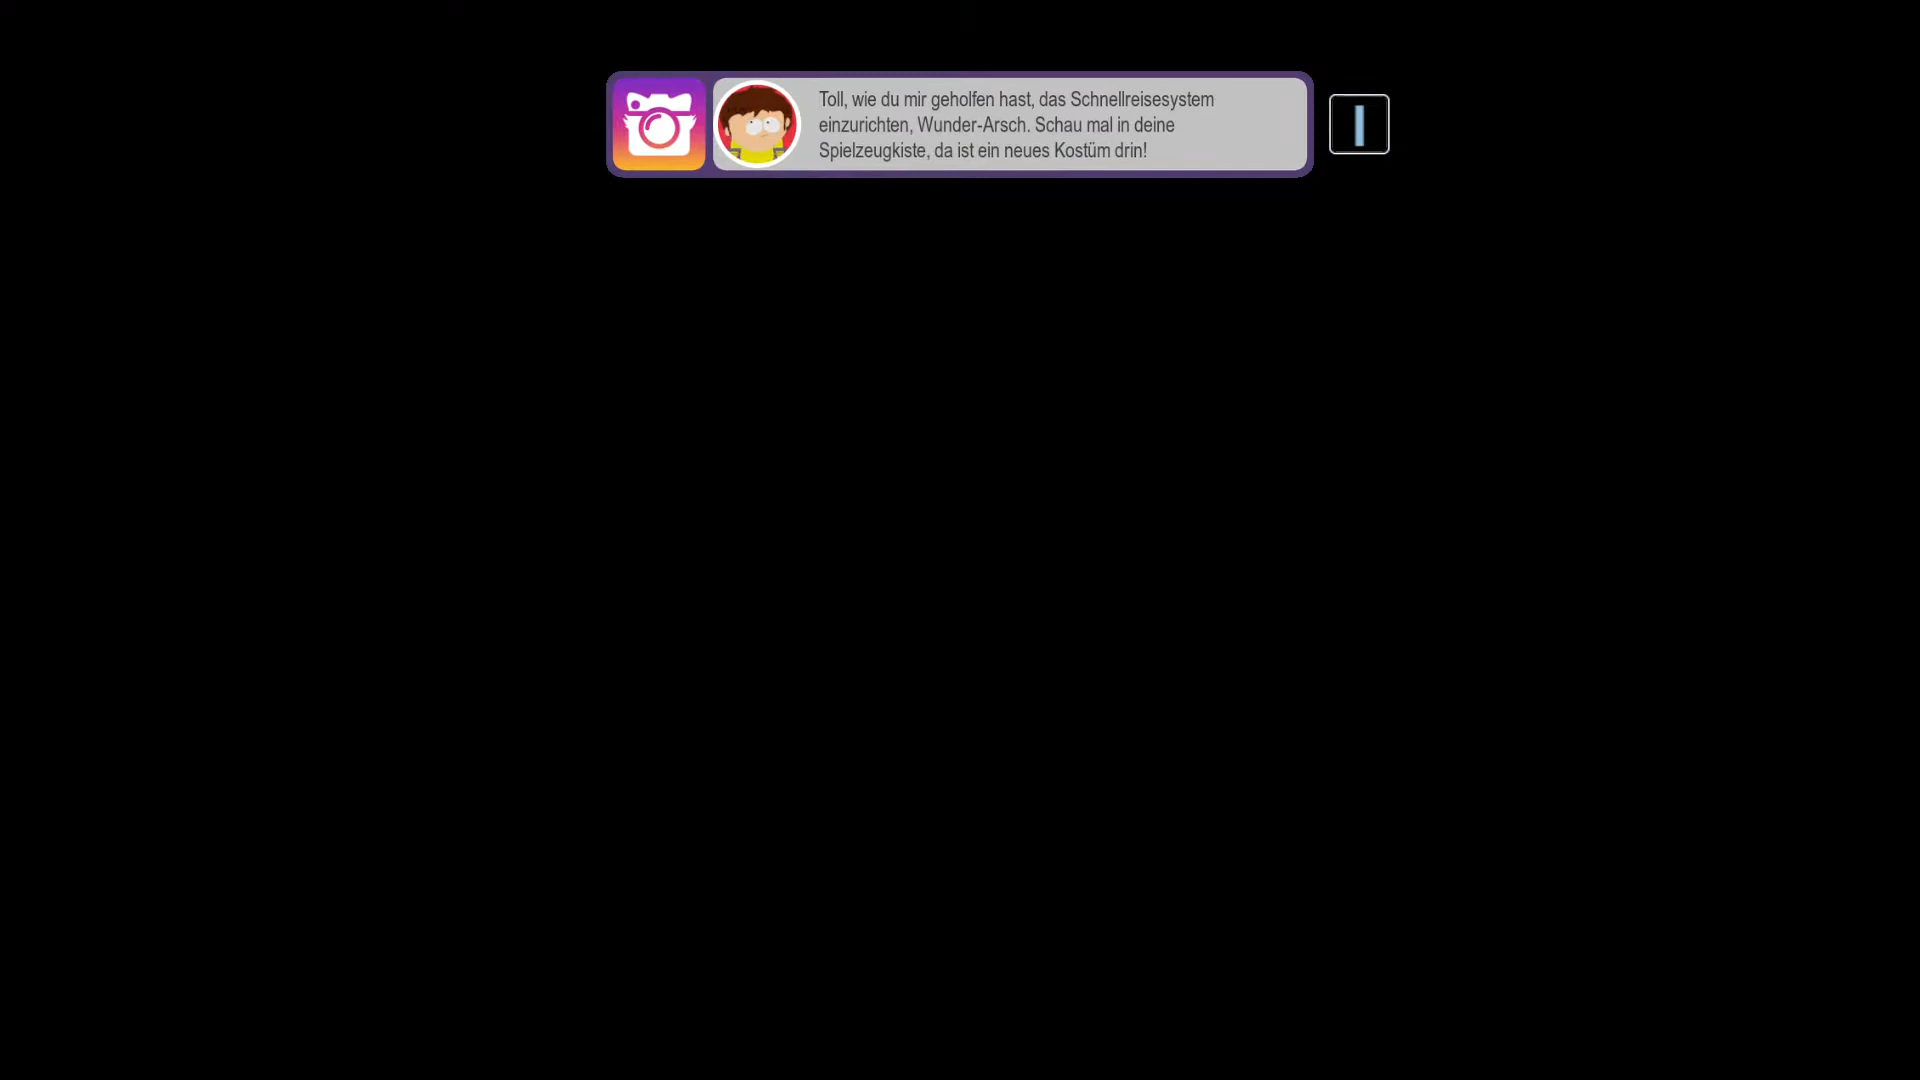 Toll, wie du mir geholfen hast, das Schnellreisesystem
einzurichten, Wunder-Arsch. Schau mal in deine
Spielzeugkiste, da ist ein neues Kostüm drin!
I